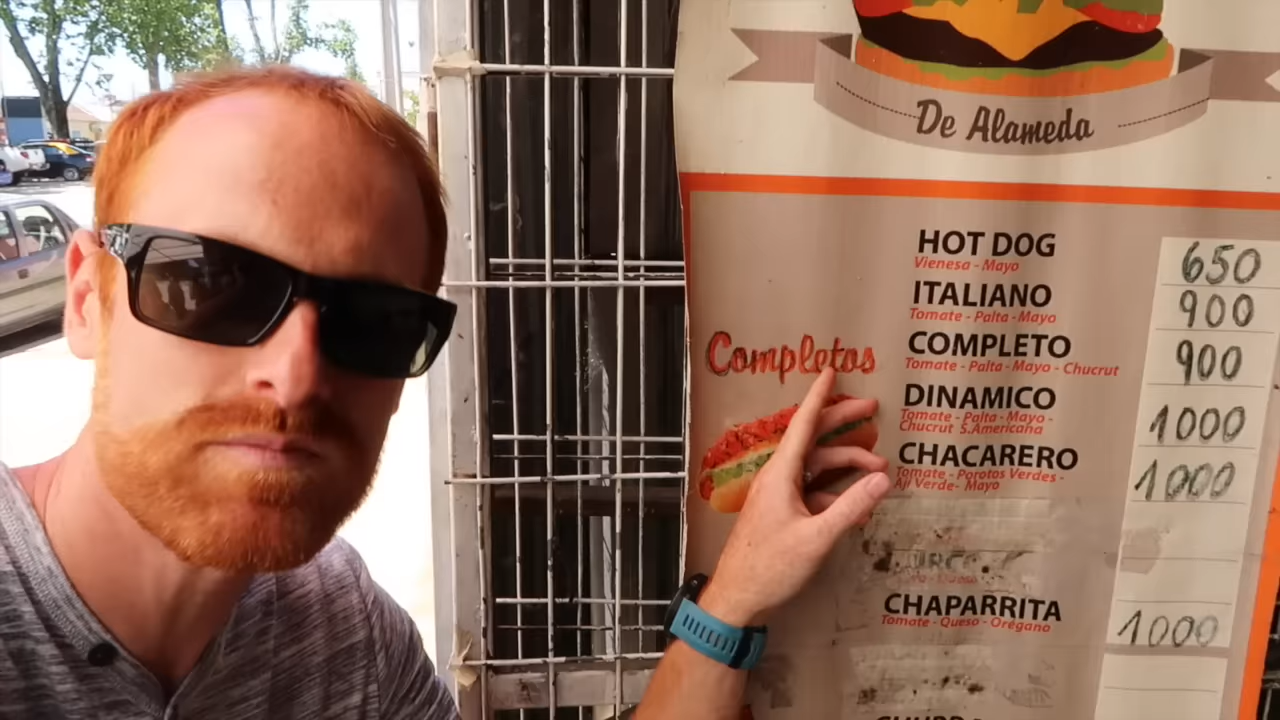 De Alameda
HOT DOG 650
Vienesa - Mayo
ITALIANO 900
Tomate - Palta - Mayo
Completos
COMPLETO 900
Tomate - Palta - Mayo - Chucrut
DINAMICO 1000
Tomate - Palta - Mayo -
Chucrut S.Americana
CHACARERO 1000
Tomate - Porotos Verdes -
Aji Verde- Mayo
CHAPARRITA 1000
Tomate - Queso - Orégano